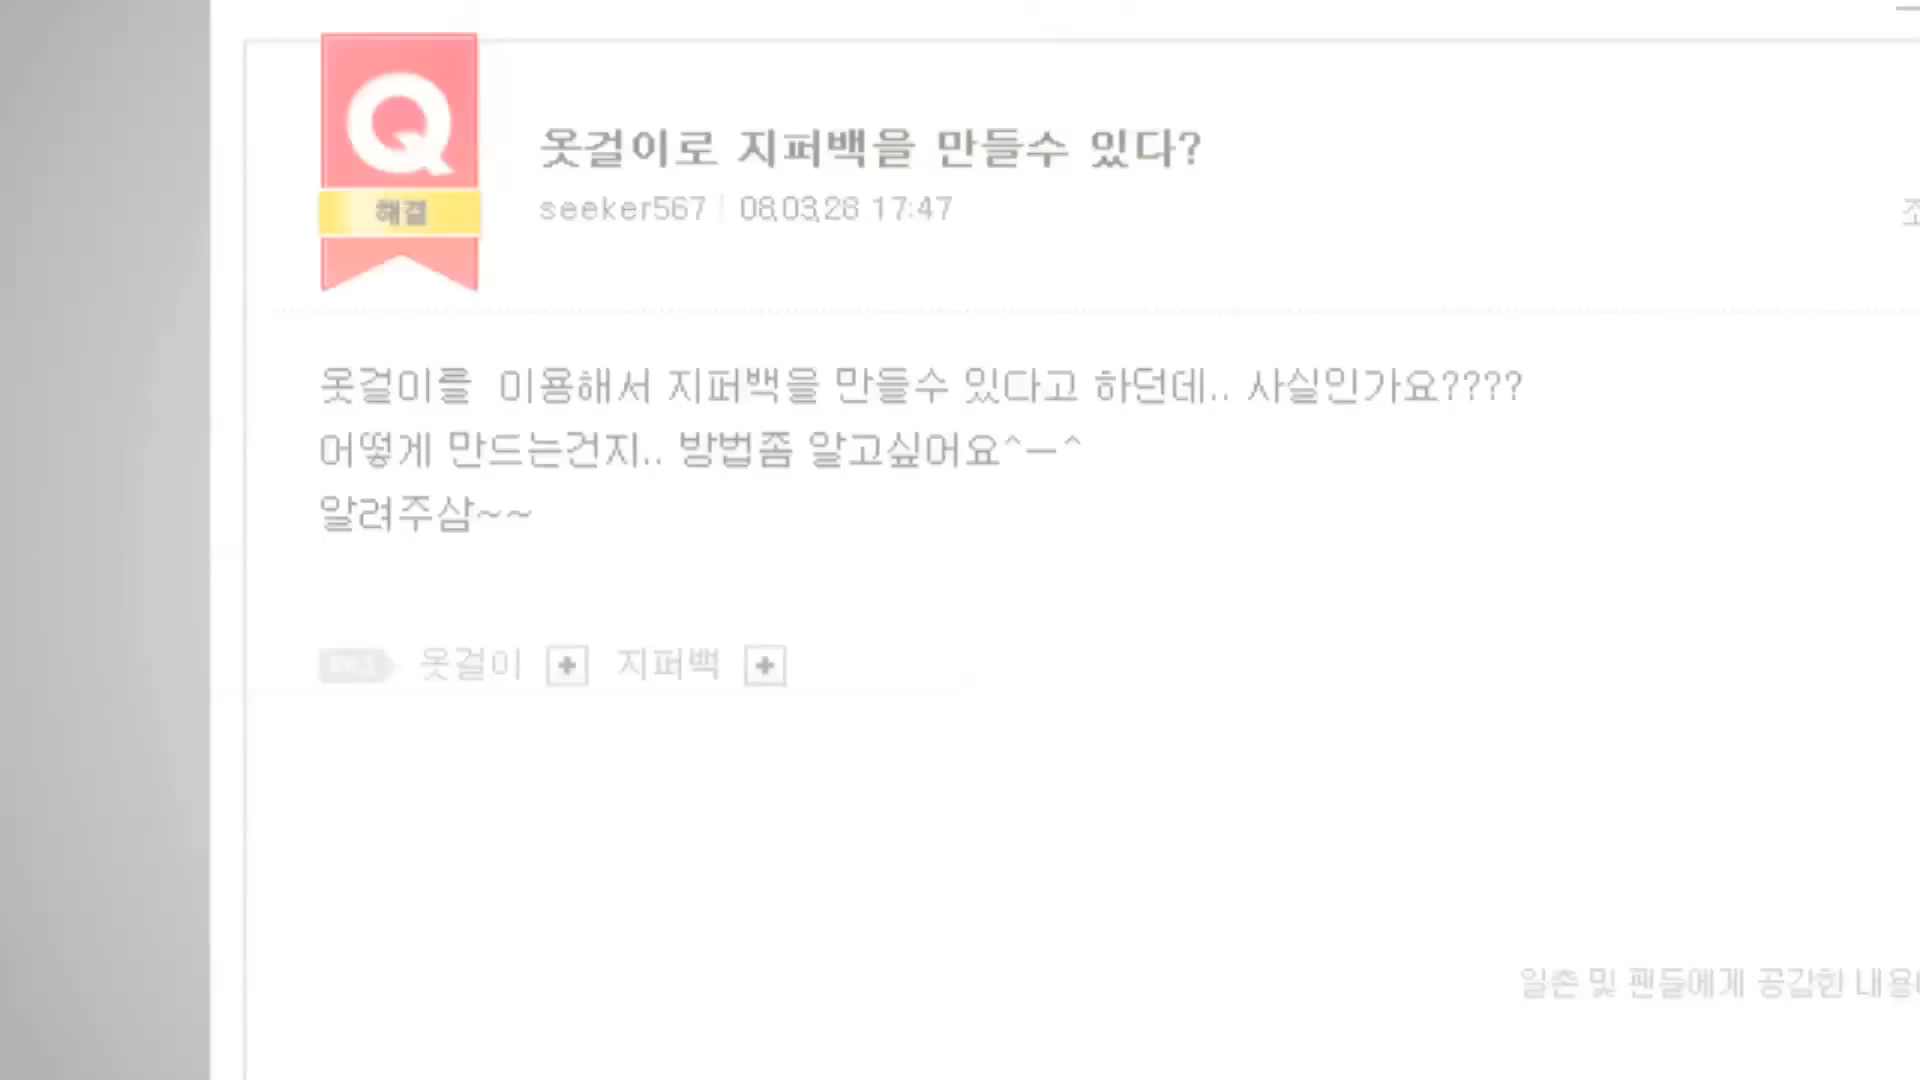 Q
옷걸이로 지퍼백을 만들수 있다?
해결
seeker567 | 08.03.28 17:47
옷걸이를 이용해서 지퍼백을 만들수 있다고 하던데.. 사실인가요????
어떻게 만드는건지.. 방법좀 알고싶어요^ㅡ^
알려주삼~~
옷걸이 + 지퍼백 +
일촌 및 팬들에게 공감한 내용